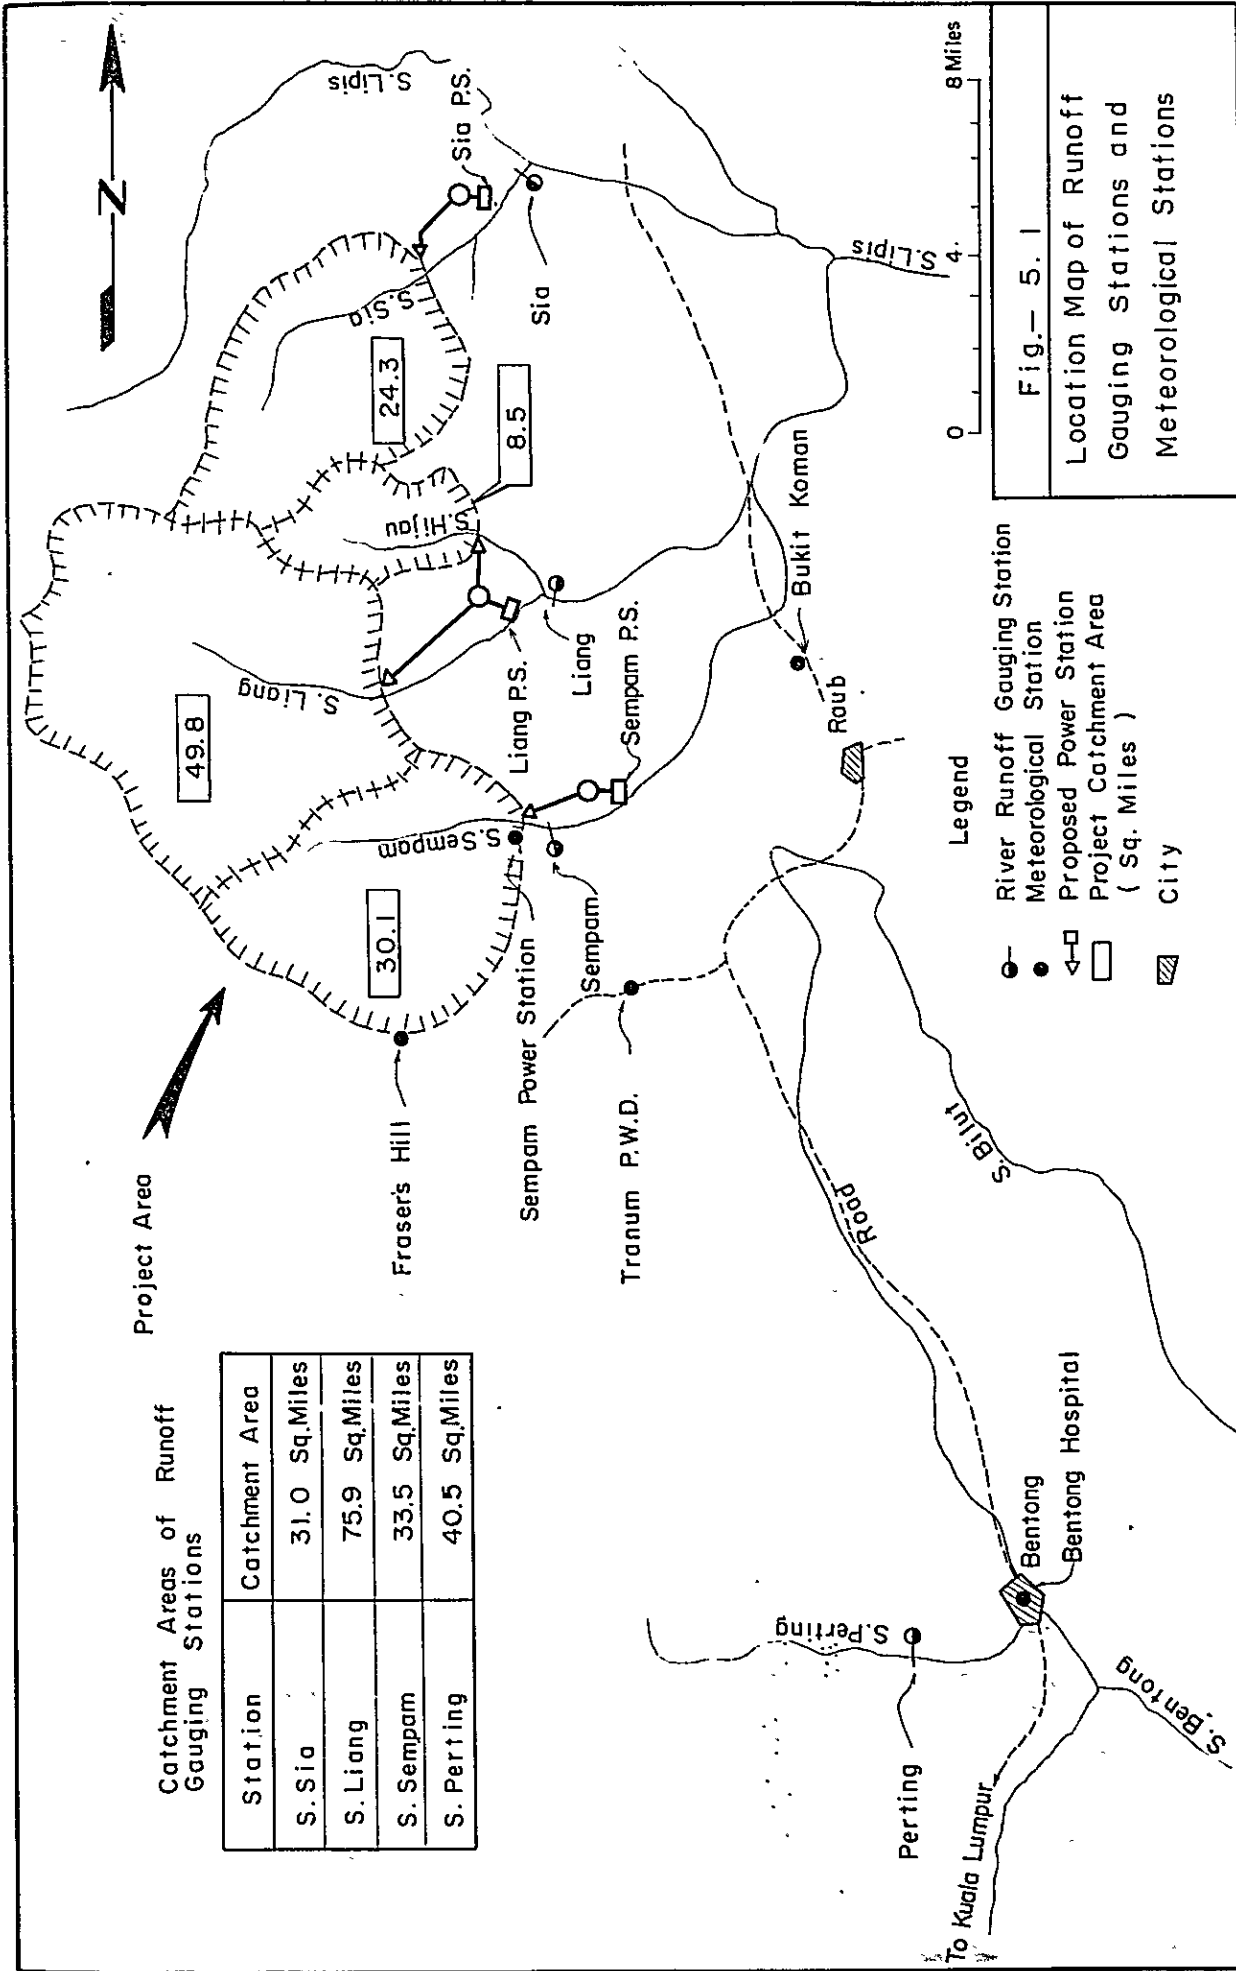 Catchment Areas of Runoff
Gauging Stations
Station Catchment Area
S. Sia 31.0 Sq.Miles
S. Liang 75.9 Sq.Miles
S. Sempam 33.5 Sq.Miles
S. Perting 40.5 Sq.Miles
Project Area
N
S.Lipis
Sia P.S.
Sia
S.Sia
24.3
8.5
S.Hijau
49.8
S. Liang
Liang P.S.
Liang
Sempam P.S.
S.Sempam
30.1
Fraser's Hill
Sempam Power Station
Sempam
Tranum P.W.D.
Raub
Bukit Koman
S.Lipis
Road
S.Bilut
S.Perting
Perting
Bentong
Bentong Hospital
S.Bentong
To Kuala Lumpur
Legend
River Runoff Gauging Station
Meteorological Station
Proposed Power Station
Project Catchment Area
( Sq. Miles )
City
0 2 4 8 Miles
Fig.— 5. 1
Location Map of Runoff
Gauging Stations and
Meteorological Stations